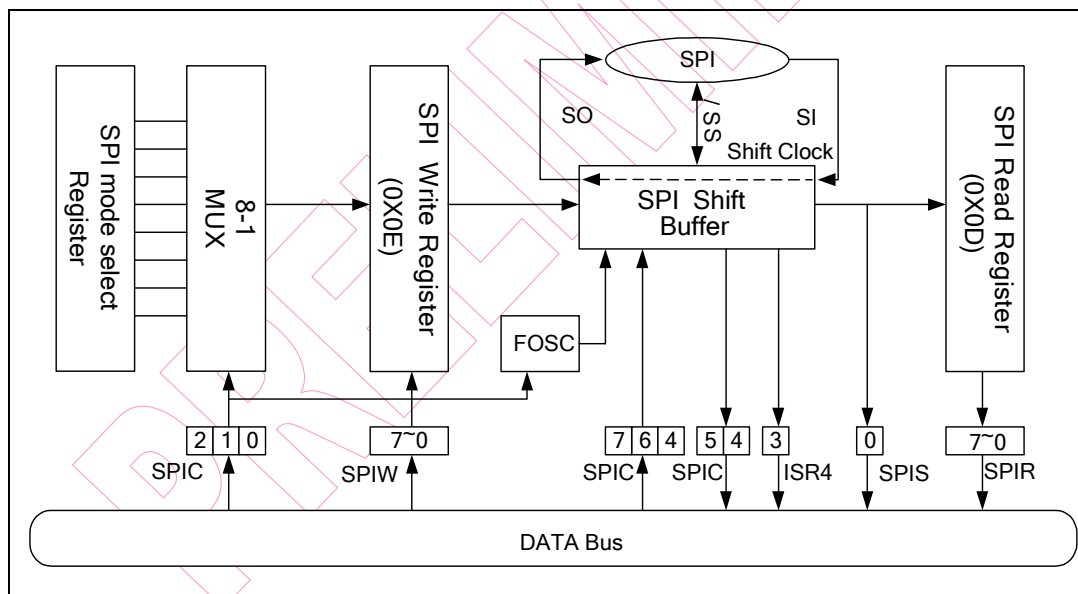 SPI mode select
Register
8-1
MUX
SPI Write Register
(0X0E)
SPI
SO
/ SS
SI
Shift Clock
SPI Shift
Buffer
SPI Read Register
(0X0D)
FOSC
2 1 0
SPIC
7~0
SPIW
7 6 4
SPIC
5 4
SPIC
3
ISR4
0
SPIS
7~0
SPIR
DATA Bus